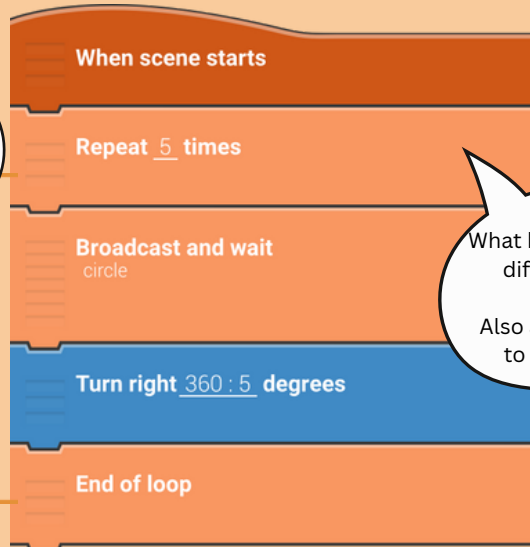 When scene starts
Repeat 5 times
Broadcast and wait
circle
What
dif
Also
to
Turn right 360 : 5 degrees
End of loop